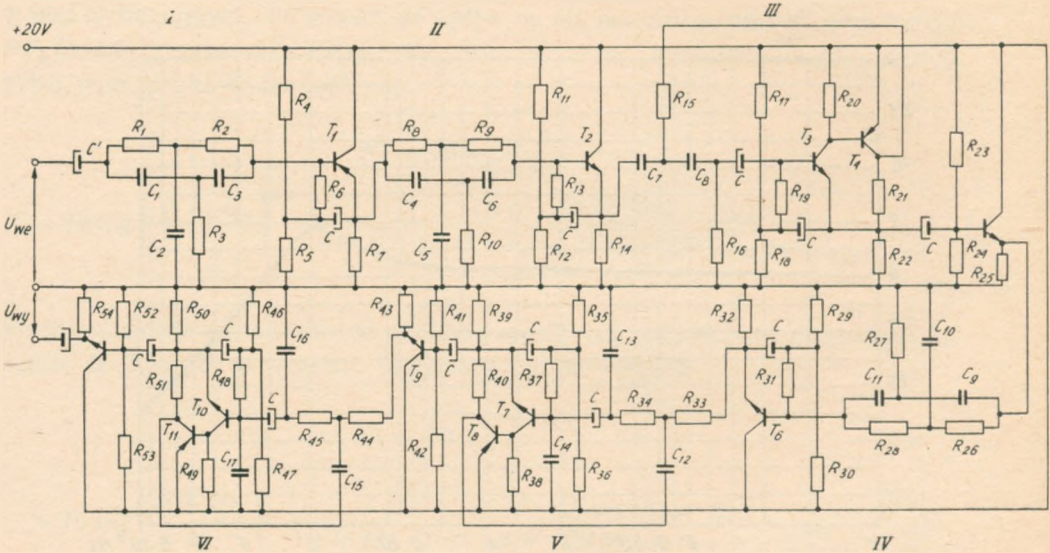 i II III
+20V
R4 R11 R15 R17 R20
R1 R2 T1 R8 R9 T2 T3 T4 R23
C' C1 C3 R6 C4 C6 R13 C7 C8 C R19 R21
Uwe C2 R3 R5 C R7 C5 R10 R12 C R14 R16 R18 C R22 C R24 R25
Uwy R54 R52 R50 R46 C16 R43 R41 R39 R35 C13 R32 R29 R27 C10
C C T9 C C C
R51 R48 R40 R37 R31 C11 C9
T11 T10 C R45 R44 T8 T7 C R34 R33 T6 R28 R26
R53 R49 C17 R47 C15 R42 R38 C14 R36 C12 R30
VI V IV